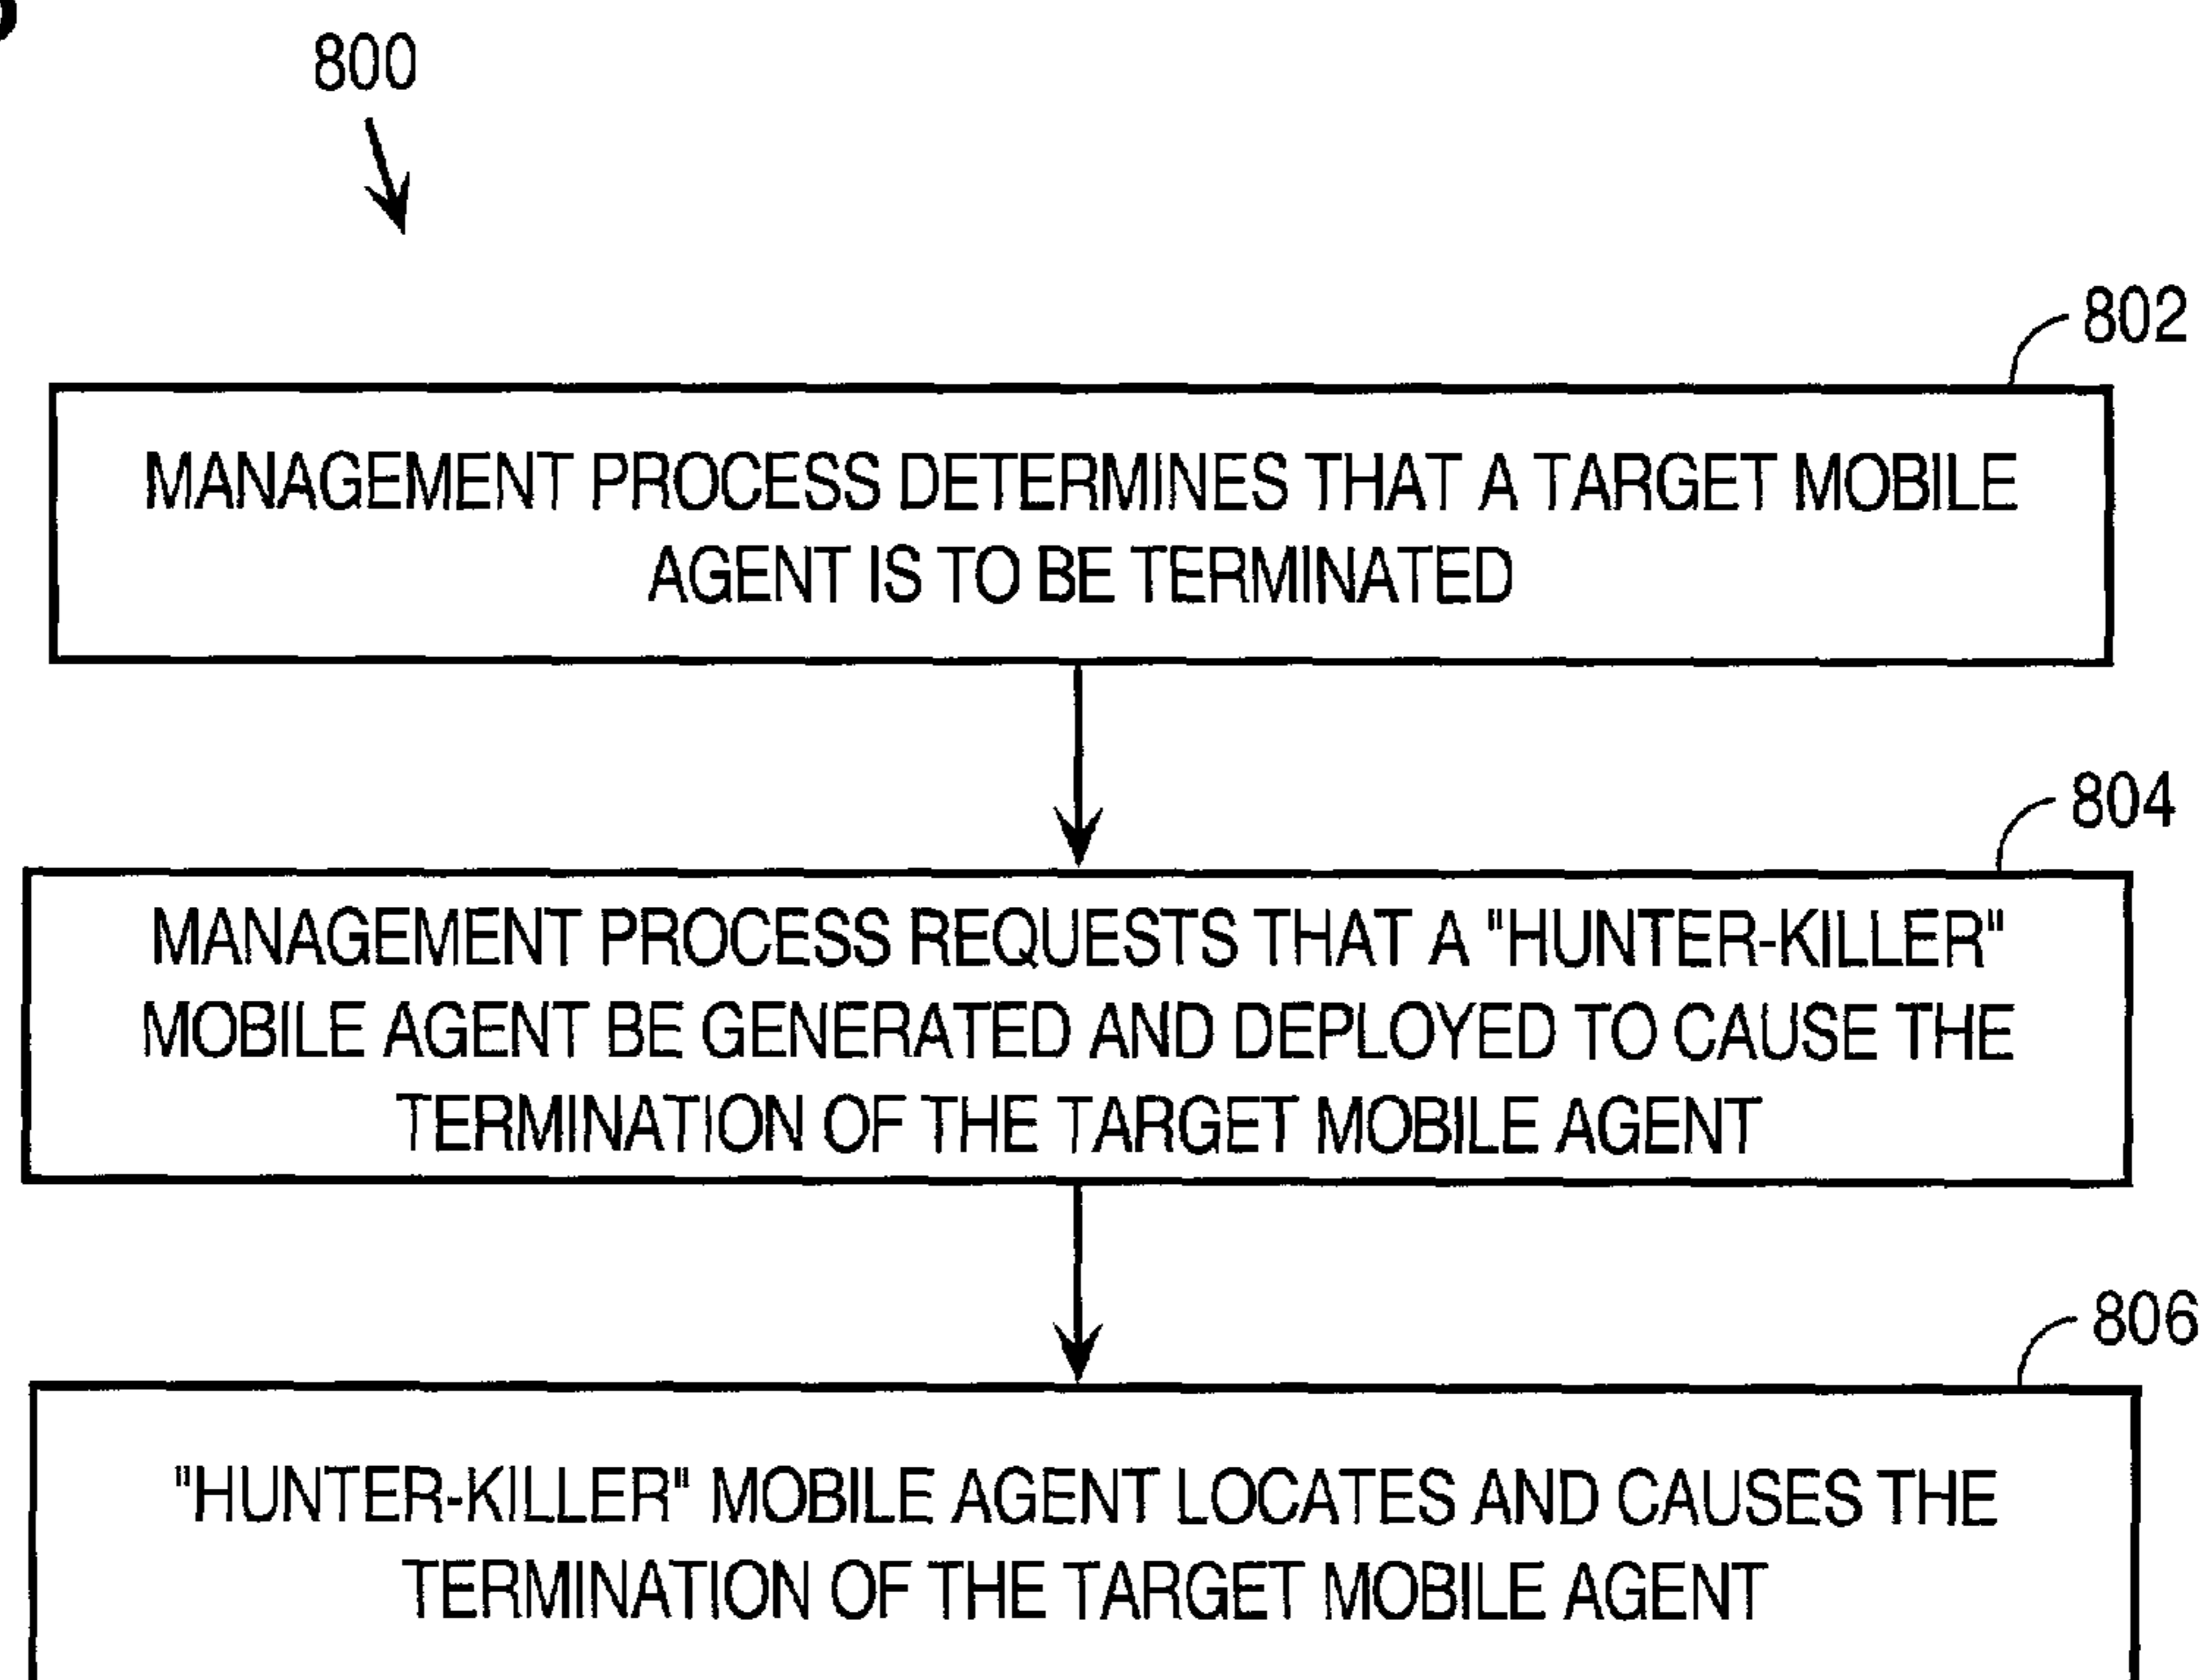 800
802
MANAGEMENT PROCESS DETERMINES THAT A TARGET MOBILE
AGENT IS TO BE TERMINATED
804
MANAGEMENT PROCESS REQUESTS THAT A "HUNTER-KILLER"
MOBILE AGENT BE GENERATED AND DEPLOYED TO CAUSE THE
TERMINATION OF THE TARGET MOBILE AGENT
806
"HUNTER-KILLER" MOBILE AGENT LOCATES AND CAUSES THE
TERMINATION OF THE TARGET MOBILE AGENT